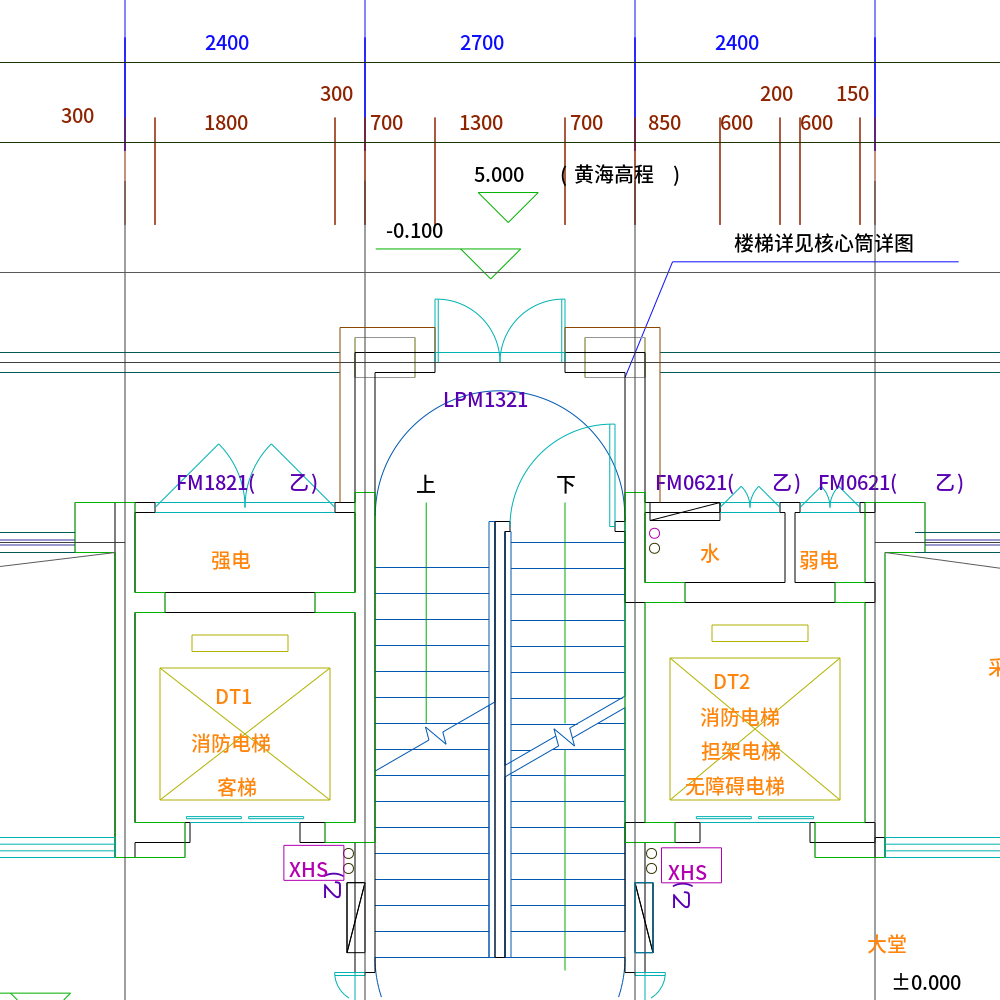 2400
2700
2400
300
200
150
300
1800
700
1300
700
850
600
600
5.000
( 黄海高程 )
-0.100
楼梯详见核心筒详图
LPM1321
FM1821( 乙)
上
下
FM0621( 乙)
FM0621( 乙)
强电
水
弱电
DT1
消防电梯
客梯
DT2
消防电梯
担架电梯
无障碍电梯
XHS
(乙
XHS
(乙
大堂
±0.000